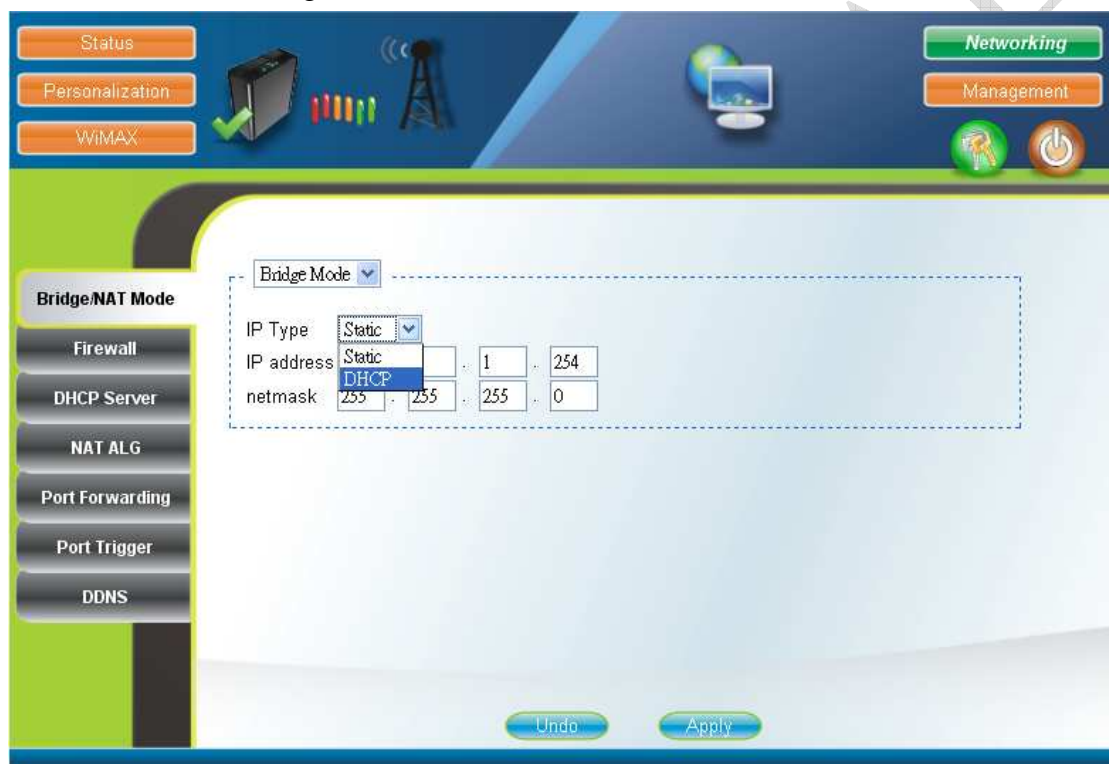 Status
Networking
Personalization
Management
WiMAX
Bridge Mode
Bridge/NAT Mode
IP Type Static
Firewall
IP address Static . 1 . 254
DHCP
DHCP Server
netmask 255 . 255 . 255 . 0
NAT ALG
Port Forwarding
Port Trigger
DDNS
Undo Apply